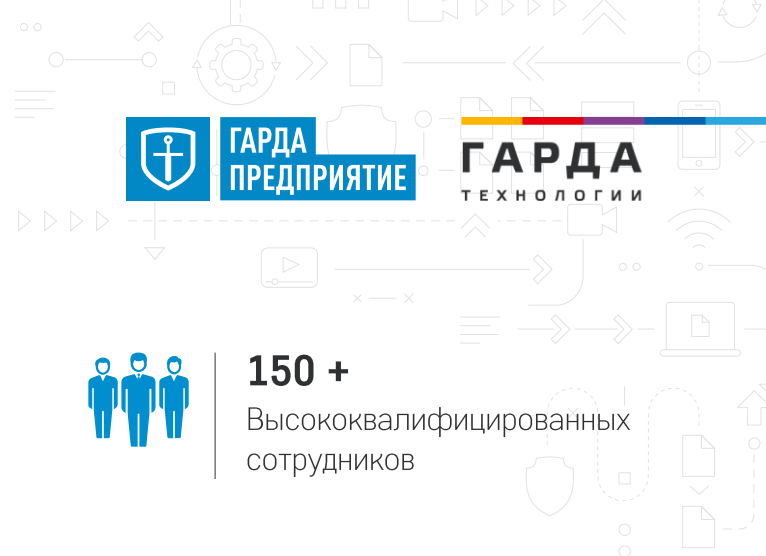 ГАРДА
ПРЕДПРИЯТИЕ
ГАРДА
ТЕХНОЛОГИИ
150 +
Высококвалифицированных
сотрудников